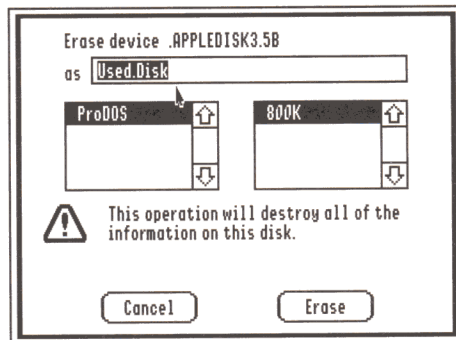 Erase device .APPLEDISK3.5B
as Used.Disk
ProDOS
800K
This operation will destroy all of the
information on this disk.
Cancel
Erase